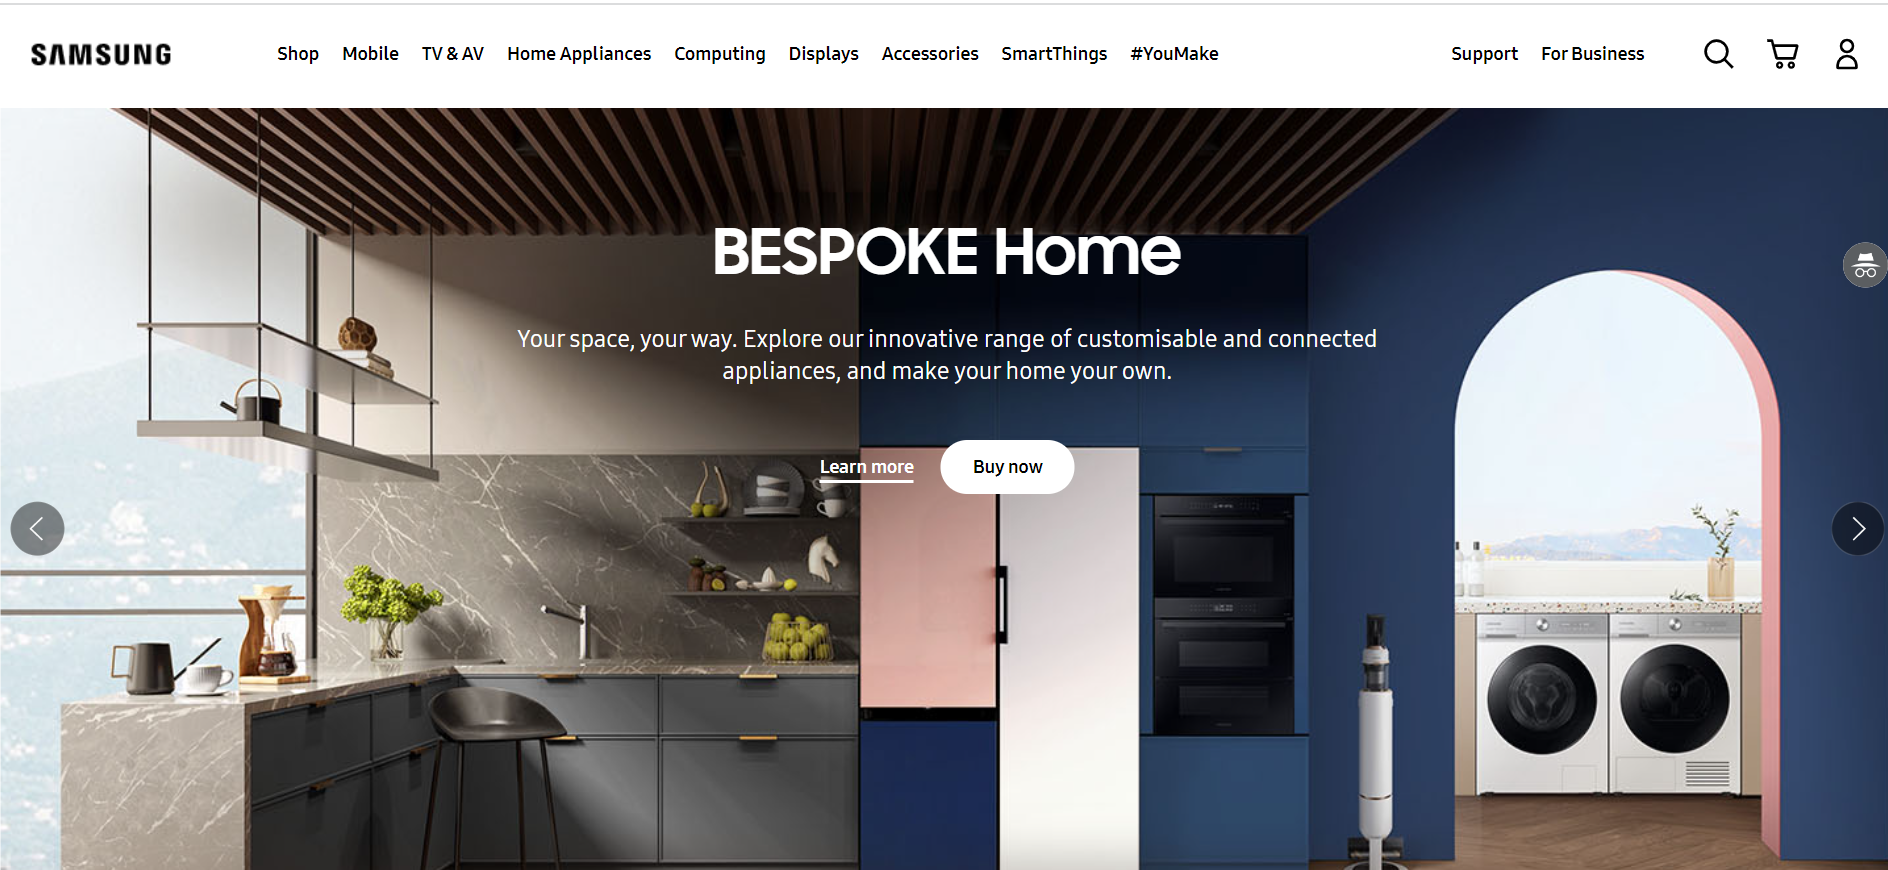 SAMSUNG
Shop Mobile TV & AV Home Appliances Computing Displays Accessories SmartThings #YouMake Support For Business
BESPOKE Home
Your space, your way. Explore our innovative range of customisable and connected
appliances, and make your home your own.
Learn more Buy now